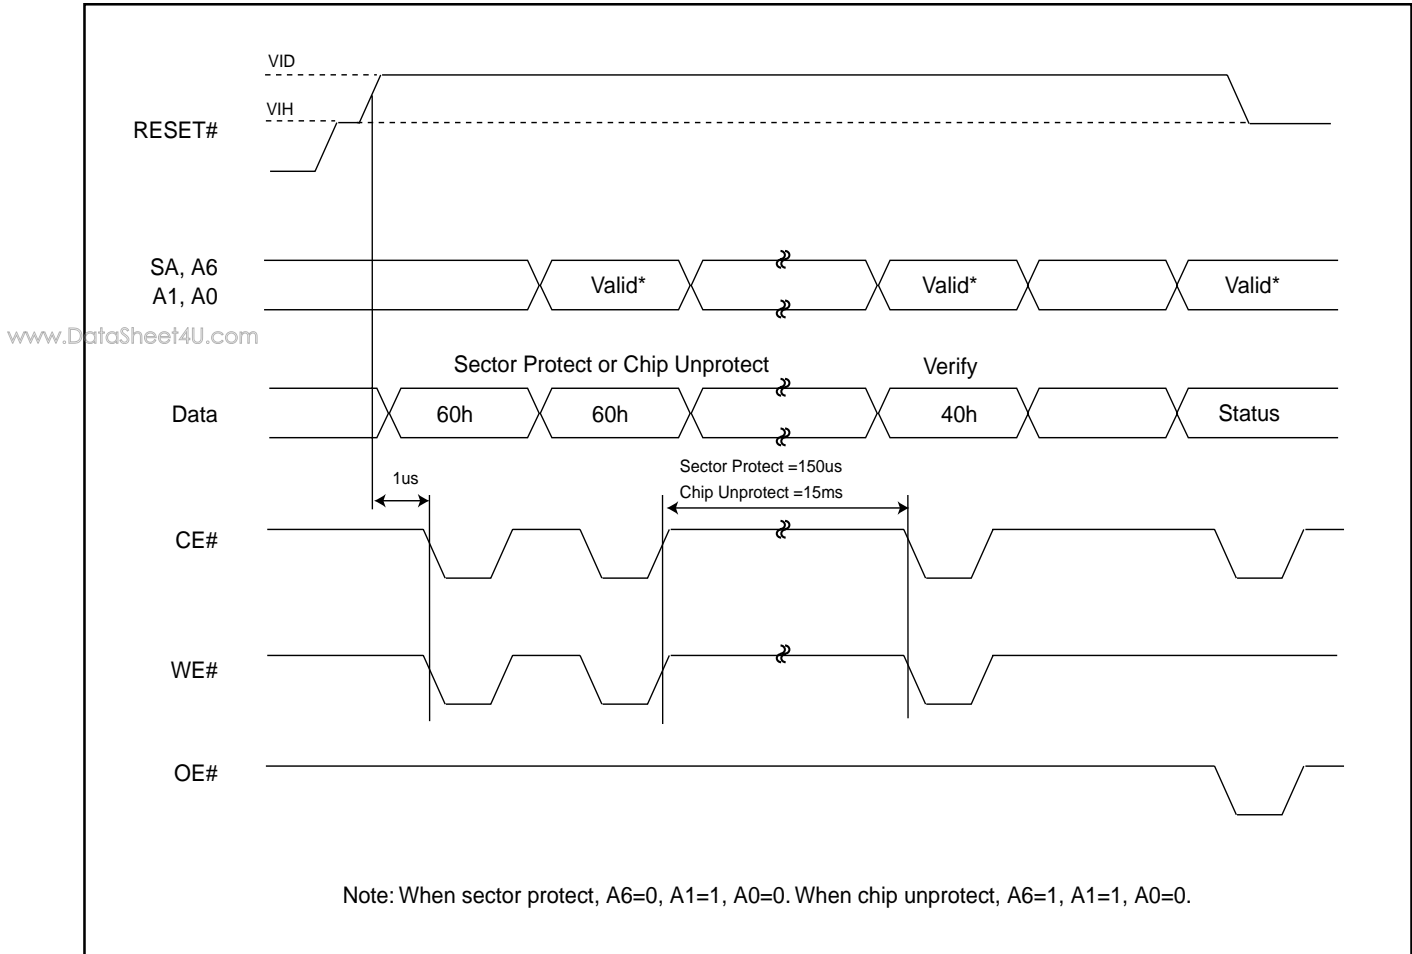 VID
VIH
RESET#
SA, A6
A1, A0
Valid*
Valid*
Valid*
www.DataSheet4U.com
Sector Protect or Chip Unprotect
Verify
Data
60h
60h
40h
Status
1us
Sector Protect =150us
Chip Unprotect =15ms
CE#
WE#
OE#
Note: When sector protect, A6=0, A1=1, A0=0. When chip unprotect, A6=1, A1=1, A0=0.